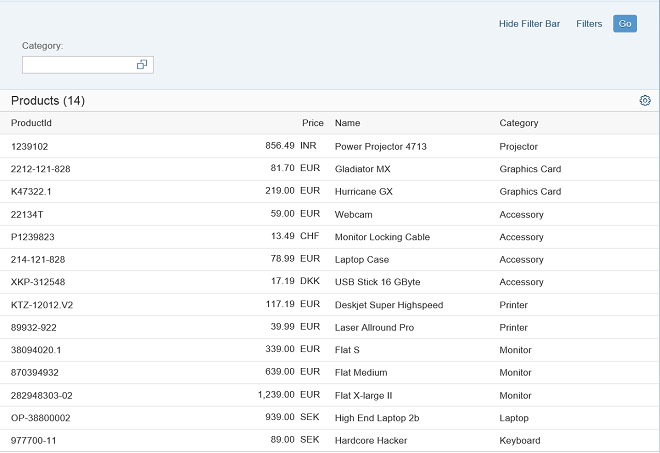 Hide Filter Bar Filters Go
Category:
Products (14)
ProductId Price Name Category
1239102 856.49 INR Power Projector 4713 Projector
2212-121-828 81.70 EUR Gladiator MX Graphics Card
K47322.1 219.00 EUR Hurricane GX Graphics Card
22134T 59.00 EUR Webcam Accessory
P1239823 13.49 CHF Monitor Locking Cable Accessory
214-121-828 78.99 EUR Laptop Case Accessory
XKP-312548 17.19 DKK USB Stick 16 GByte Accessory
KTZ-12012.V2 117.19 EUR Deskjet Super Highspeed Printer
89932-922 39.99 EUR Laser Allround Pro Printer
38094020.1 339.00 EUR Flat S Monitor
870394932 639.00 EUR Flat Medium Monitor
282948303-02 1,239.00 EUR Flat X-large II Monitor
OP-38800002 939.00 SEK High End Laptop 2b Laptop
977700-11 89.00 SEK Hardcore Hacker Keyboard